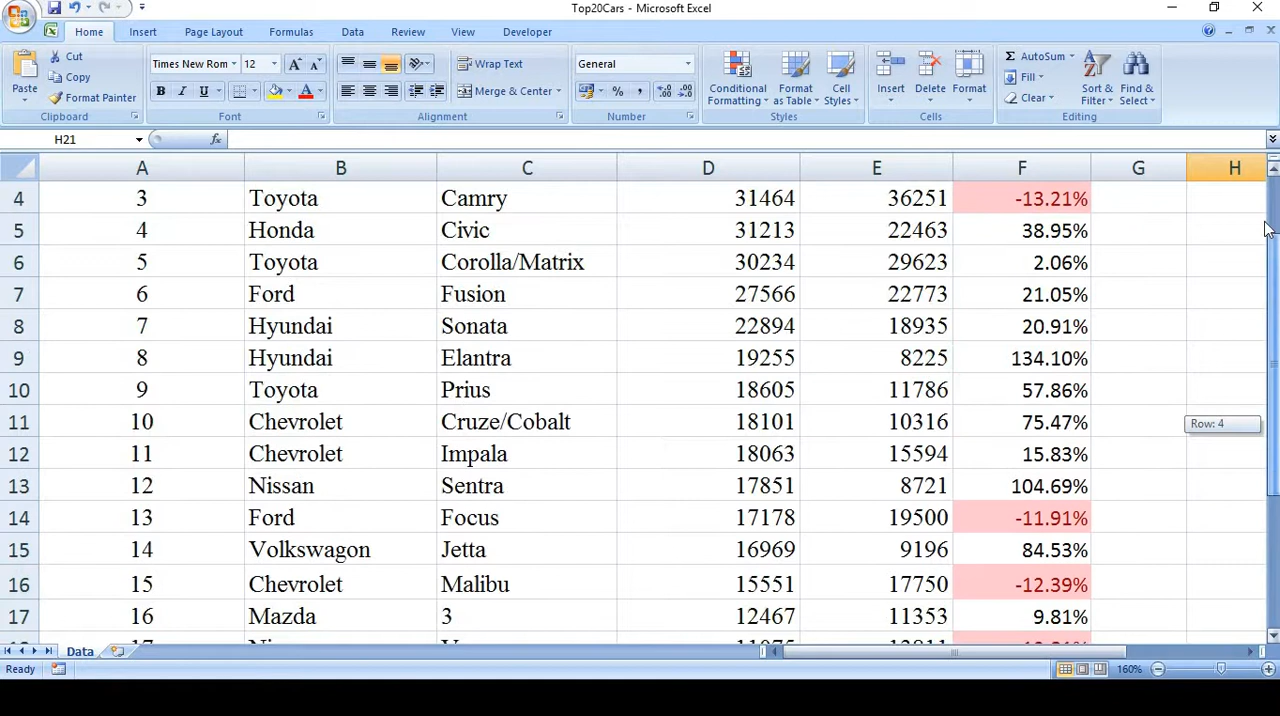 Top20Cars - Microsoft Excel
Home Insert Page Layout Formulas Data Review View Developer
Paste
Cut
Copy
Format Painter
Clipboard
Times New Rom 12
B I U
Font
Wrap Text
Merge & Center
Alignment
General
Number
Conditional Formatting
Format as Table
Cell Styles
Styles
Insert Delete Format
Cells
AutoSum
Fill
Clear
Sort & Filter
Find & Select
Editing
H21 fx
A B C D E F G H
4 3 Toyota Camry 31464 36251 -13.21%
5 4 Honda Civic 31213 22463 38.95%
6 5 Toyota Corolla/Matrix 30234 29623 2.06%
7 6 Ford Fusion 27566 22773 21.05%
8 7 Hyundai Sonata 22894 18935 20.91%
9 8 Hyundai Elantra 19255 8225 134.10%
10 9 Toyota Prius 18605 11786 57.86%
11 10 Chevrolet Cruze/Cobalt 18101 10316 75.47% Row: 4
12 11 Chevrolet Impala 18063 15594 15.83%
13 12 Nissan Sentra 17851 8721 104.69%
14 13 Ford Focus 17178 19500 -11.91%
15 14 Volkswagon Jetta 16969 9196 84.53%
16 15 Chevrolet Malibu 15551 17750 -12.39%
17 16 Mazda 3 12467 11353 9.81%
Data
Ready 160%